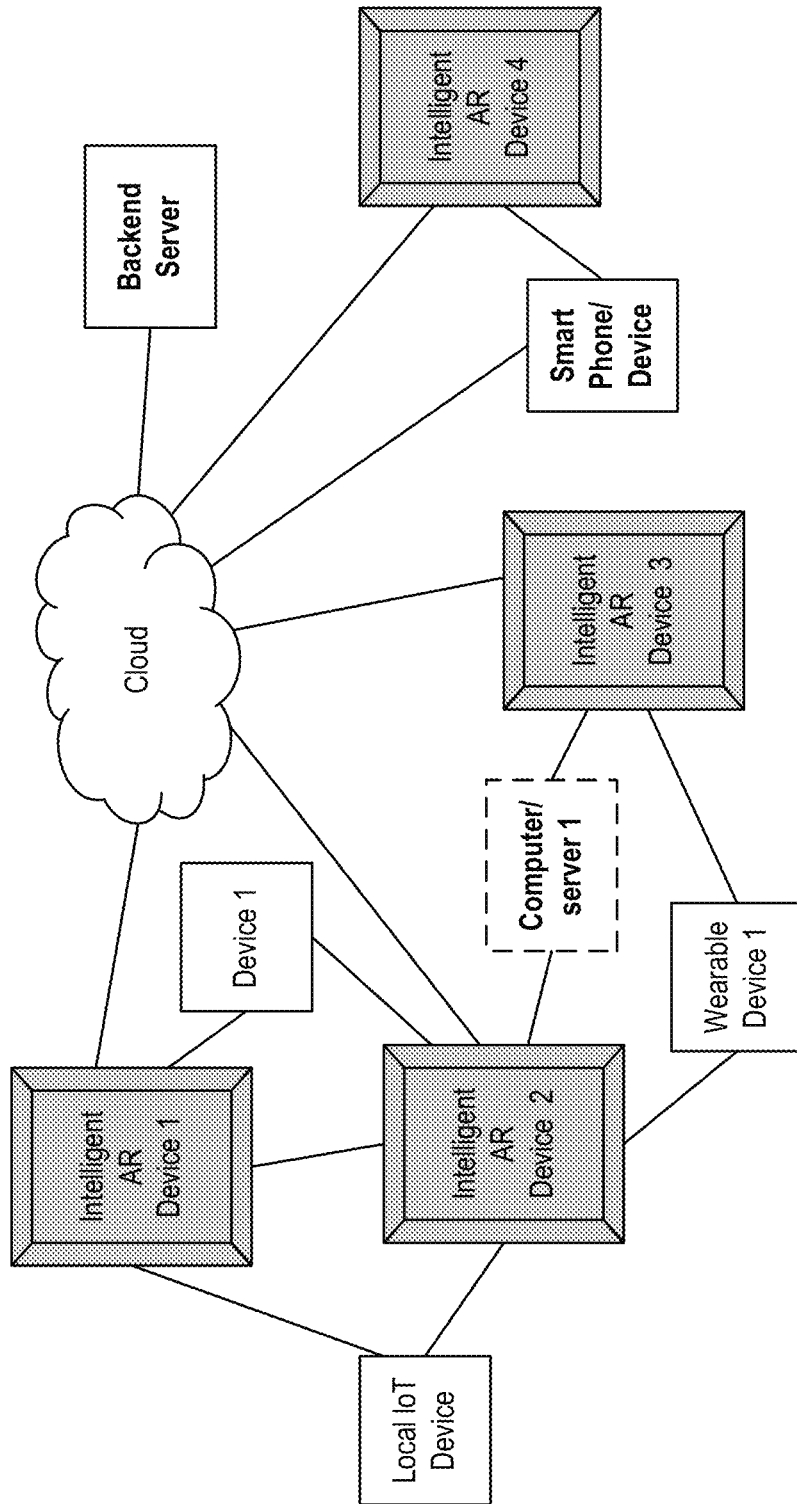 Local IoT
Device
Intelligent
AR
Device 1
Intelligent
AR
Device 2
Device 1
Wearable
Device 1
Computer/
server 1
Cloud
Intelligent
AR
Device 3
Smart
Phone/
Device
Backend
Server
Intelligent
AR
Device 4